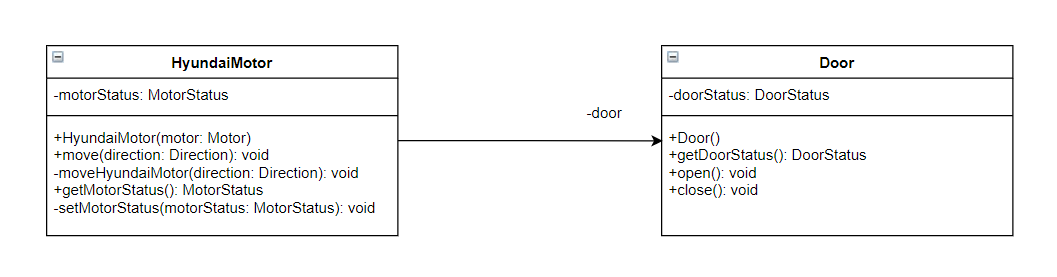 HyundaiMotor
-motorStatus: MotorStatus
+HyundaiMotor(motor: Motor)
+move(direction: Direction): void
-moveHyundaiMotor(direction: Direction): void
+getMotorStatus(): MotorStatus
-setMotorStatus(motorStatus: MotorStatus): void
-door
Door
-doorStatus: DoorStatus
+Door()
+getDoorStatus(): DoorStatus
+open(): void
+close(): void